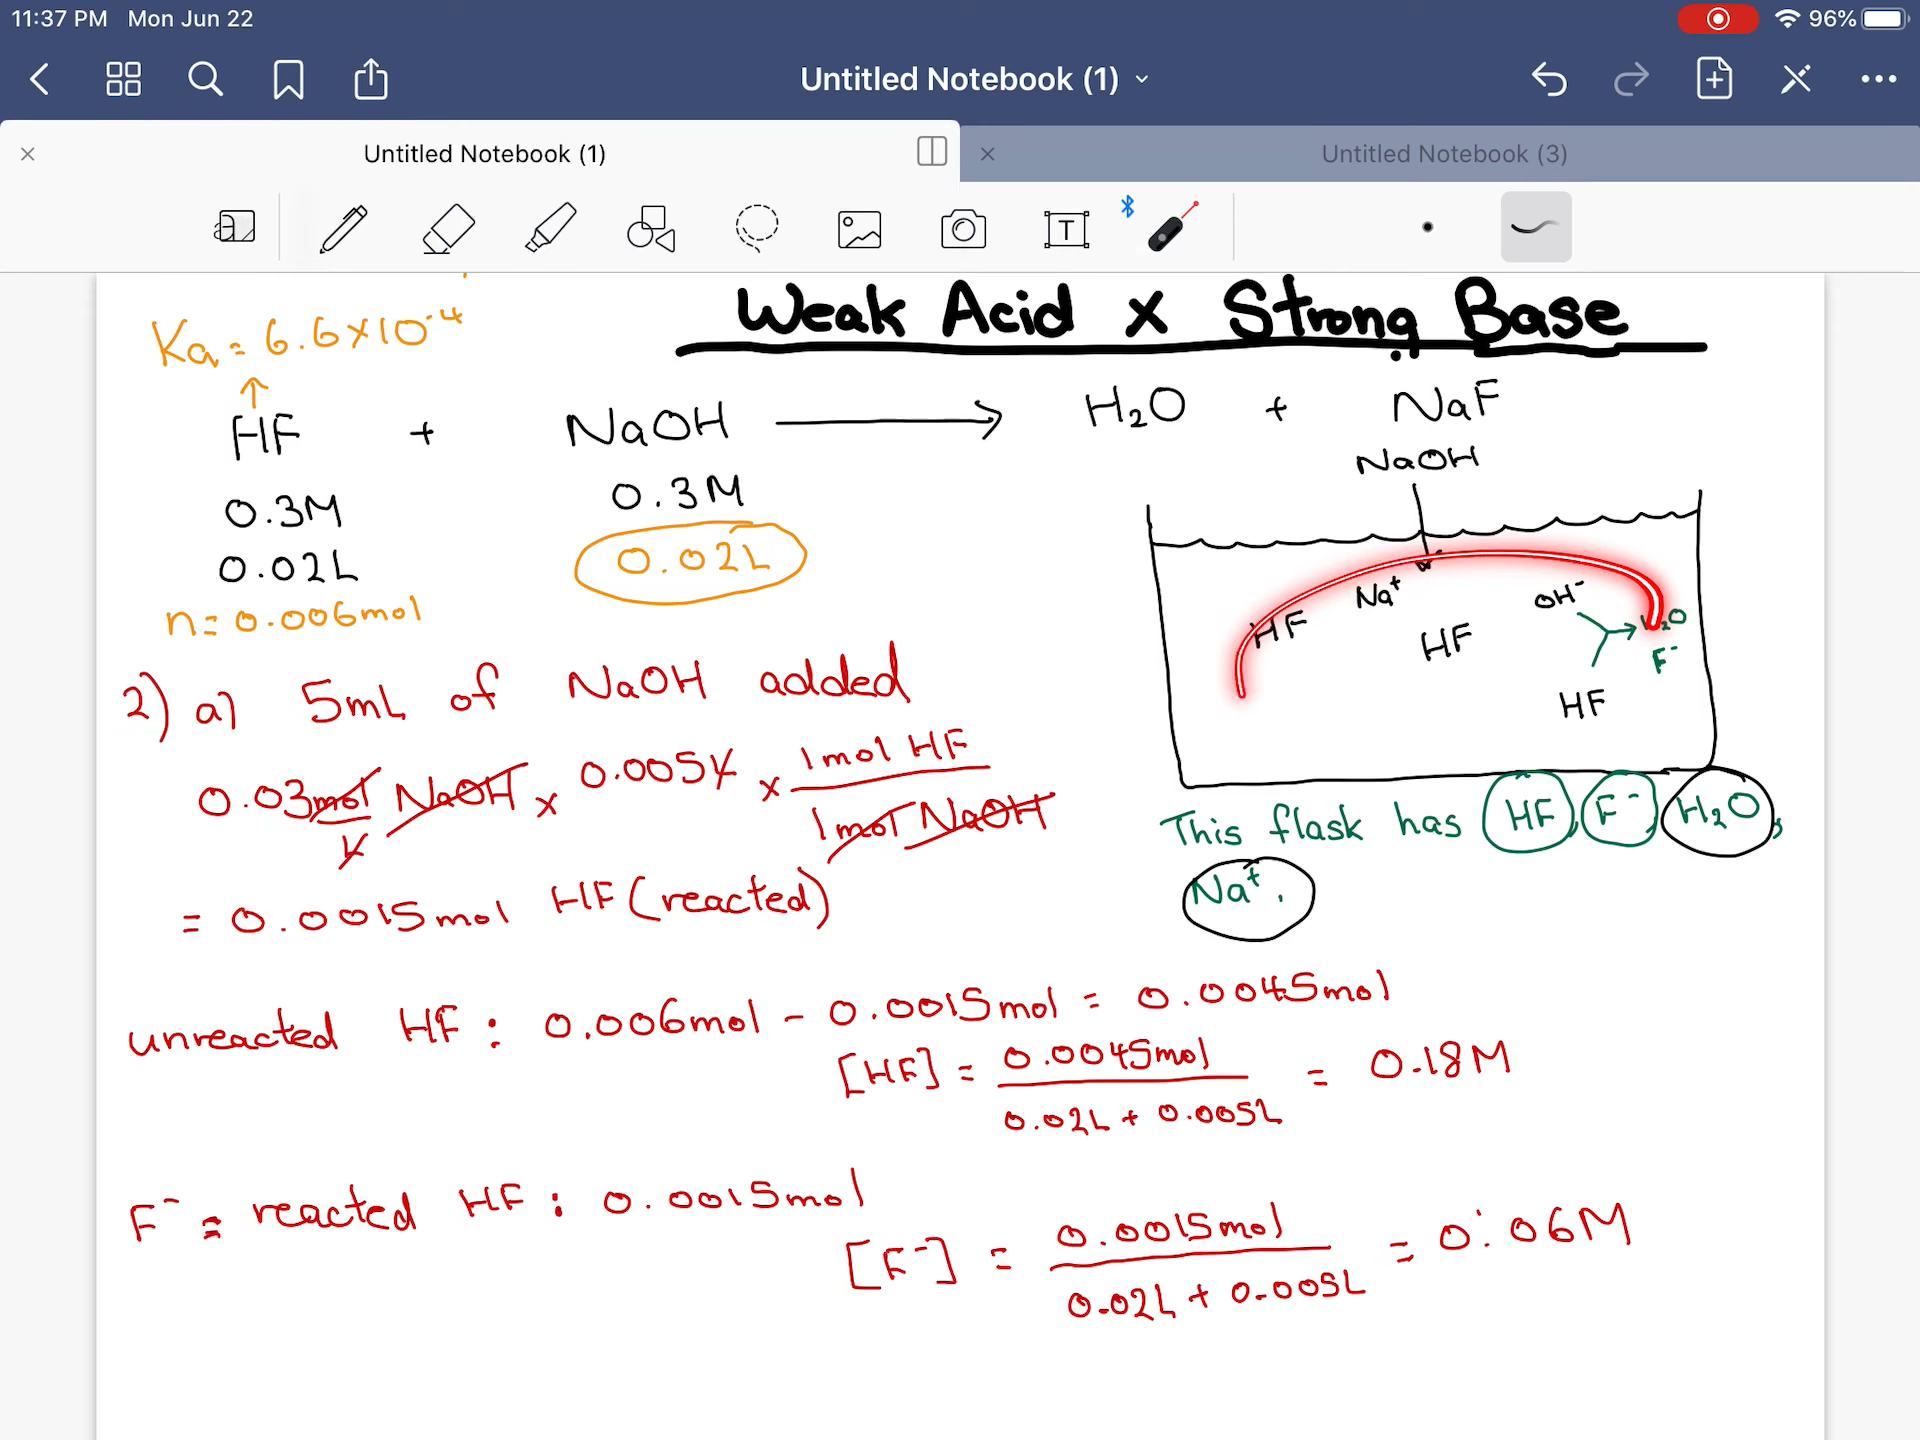 11:37 PM Mon Jun 22
96%
Untitled Notebook (1)
Untitled Notebook (1)
Untitled Notebook (3)
Weak Acid x Strong Base
Ka = 6.6x10⁻⁴
↑
HF + NaOH → H₂O + NaF
0.3M 0.3M
0.02L 0.02L
n = 0.006mol
NaOH
HF Na⁺ HF OH⁻ H₂O
F⁻
HF
This flask has HF, F⁻, H₂O,
Na⁺.
2) a) 5mL of NaOH added
0.03 mol NaOH / L x 0.005L x 1mol HF / 1mol NaOH
= 0.0015mol HF (reacted)
unreacted HF : 0.006mol - 0.0015mol = 0.0045mol
[HF] = 0.0045mol / 0.02L + 0.005L = 0.18M
F⁻ = reacted HF : 0.0015mol
[F⁻] = 0.0015mol / 0.02L + 0.005L = 0.06M